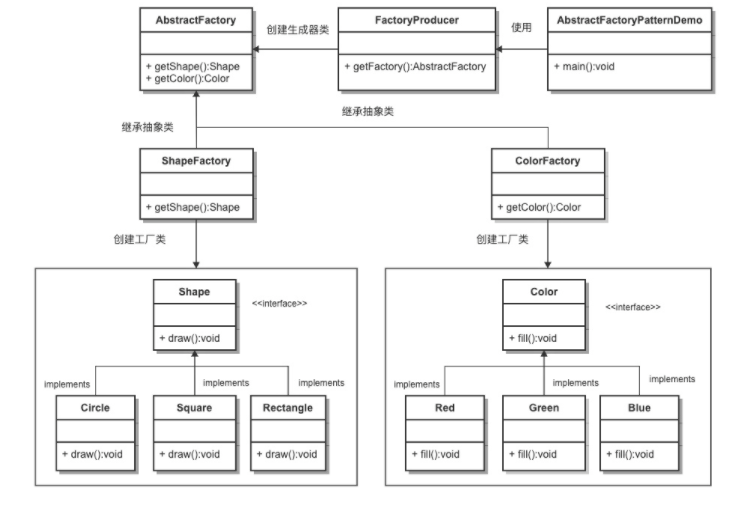 AbstractFactory
+ getShape():Shape
+ getColor():Color
创建生成器类
FactoryProducer
+ getFactory():AbstractFactory
使用
AbstractFactoryPatternDemo
+ main():void
继承抽象类
继承抽象类
ShapeFactory
+ getShape():Shape
ColorFactory
+ getColor():Color
创建工厂类
创建工厂类
Shape
<<interface>>
+ draw():void
Color
<<interface>>
+ fill():void
implements
implements
implements
implements
implements
implements
Circle
+ draw():void
Square
+ draw():void
Rectangle
+ draw():void
Red
+ fill():void
Green
+ fill():void
Blue
+ fill():void